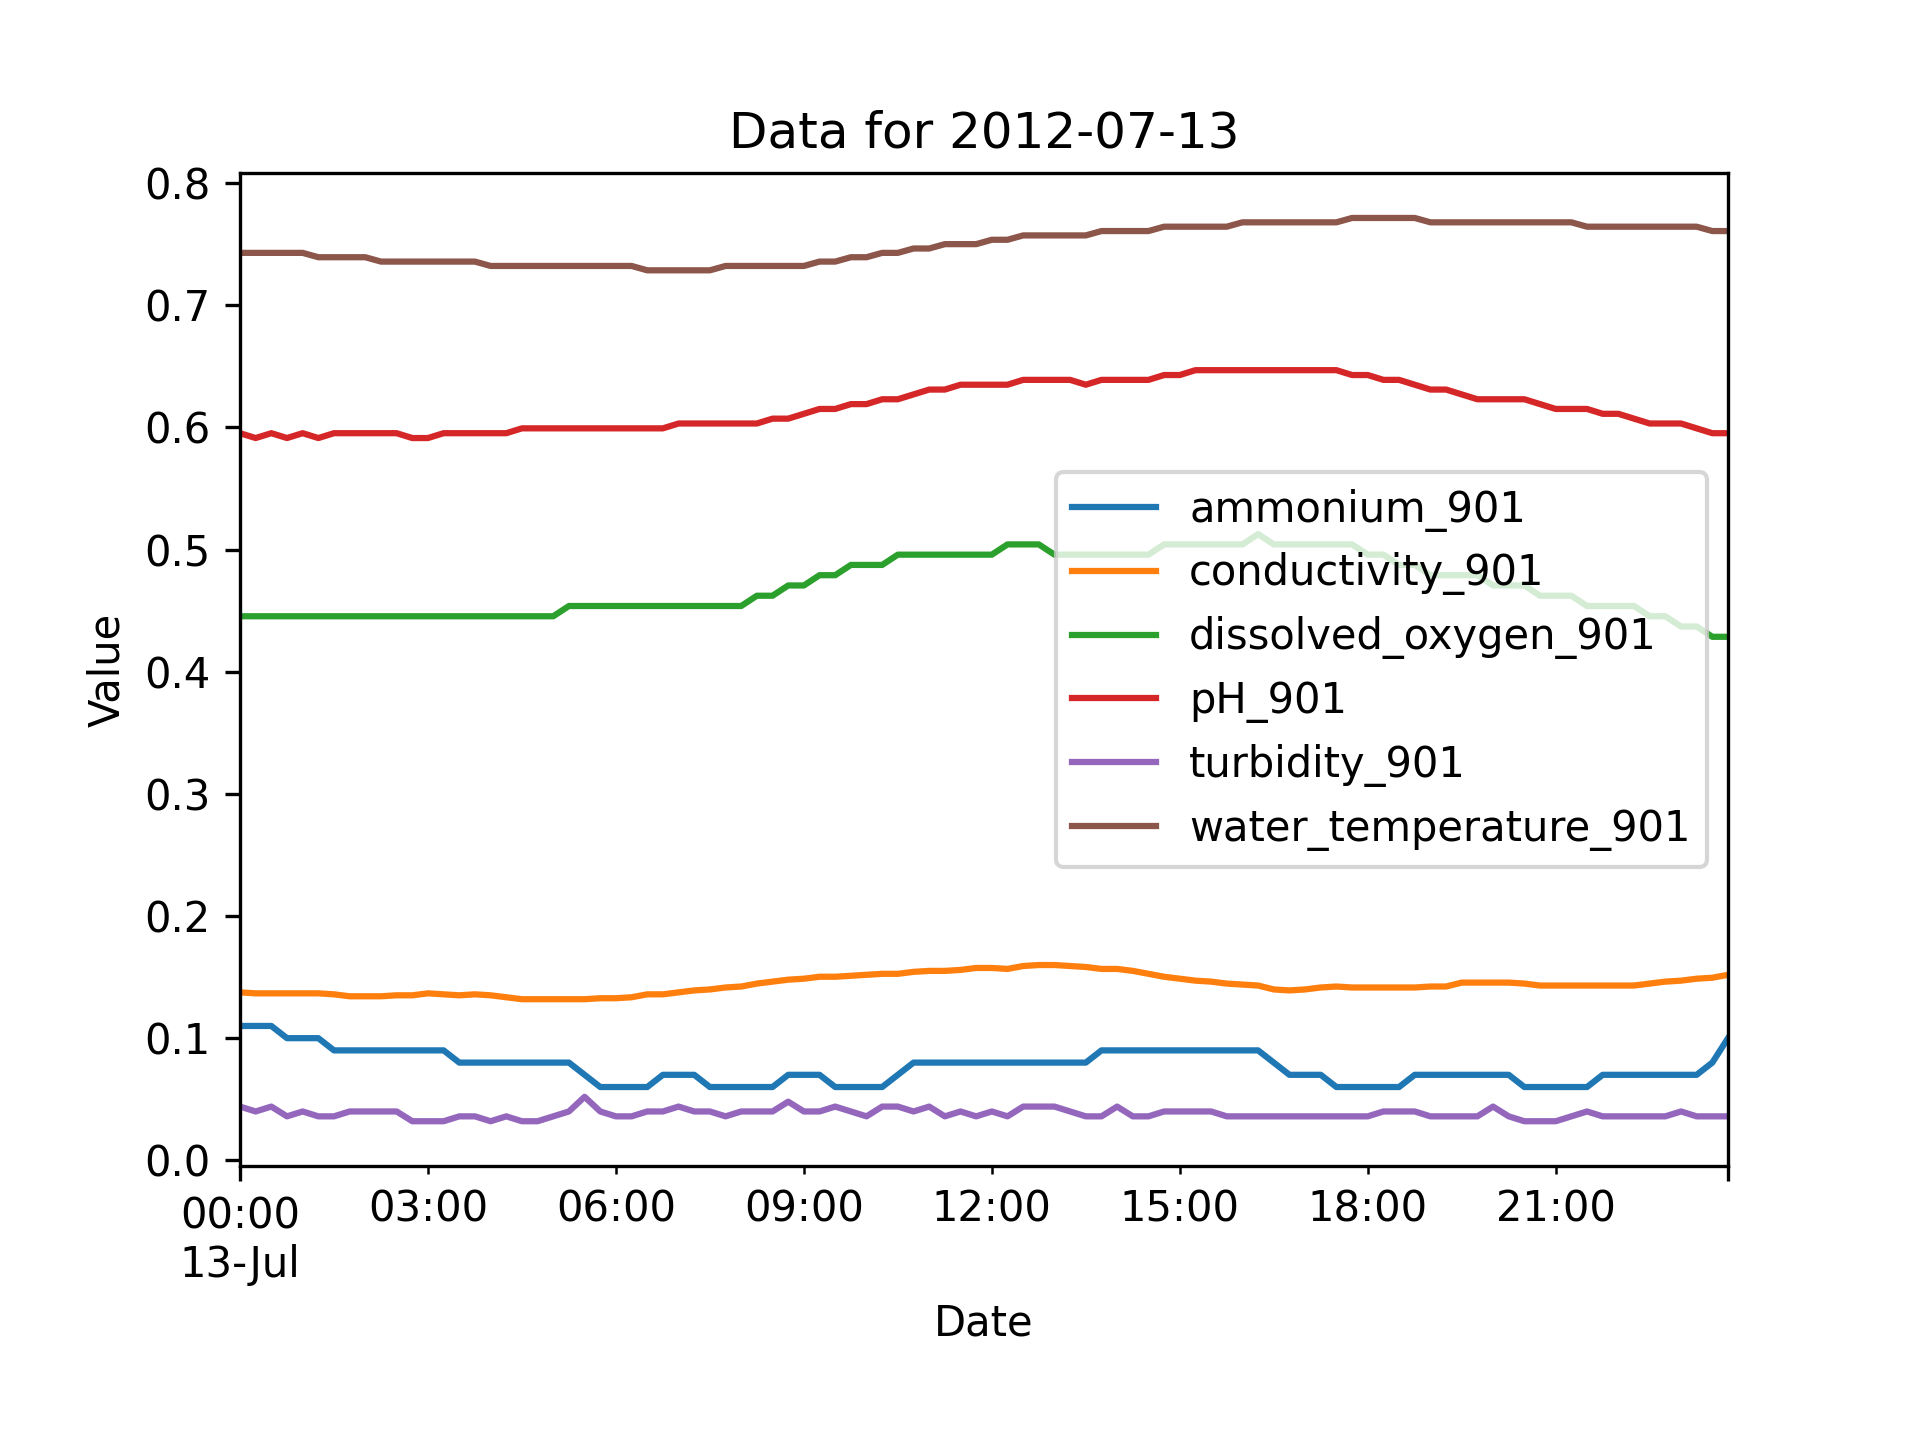 Data for 2012-07-13
0.8
0.7
0.6
0.5
0.4
0.3
0.2
0.1
0.0
Value
ammonium_901
conductivity_901
dissolved_oxygen_901
pH_901
turbidity_901
water_temperature_901
00:00 03:00 06:00 09:00 12:00 15:00 18:00 21:00
13-Jul
Date